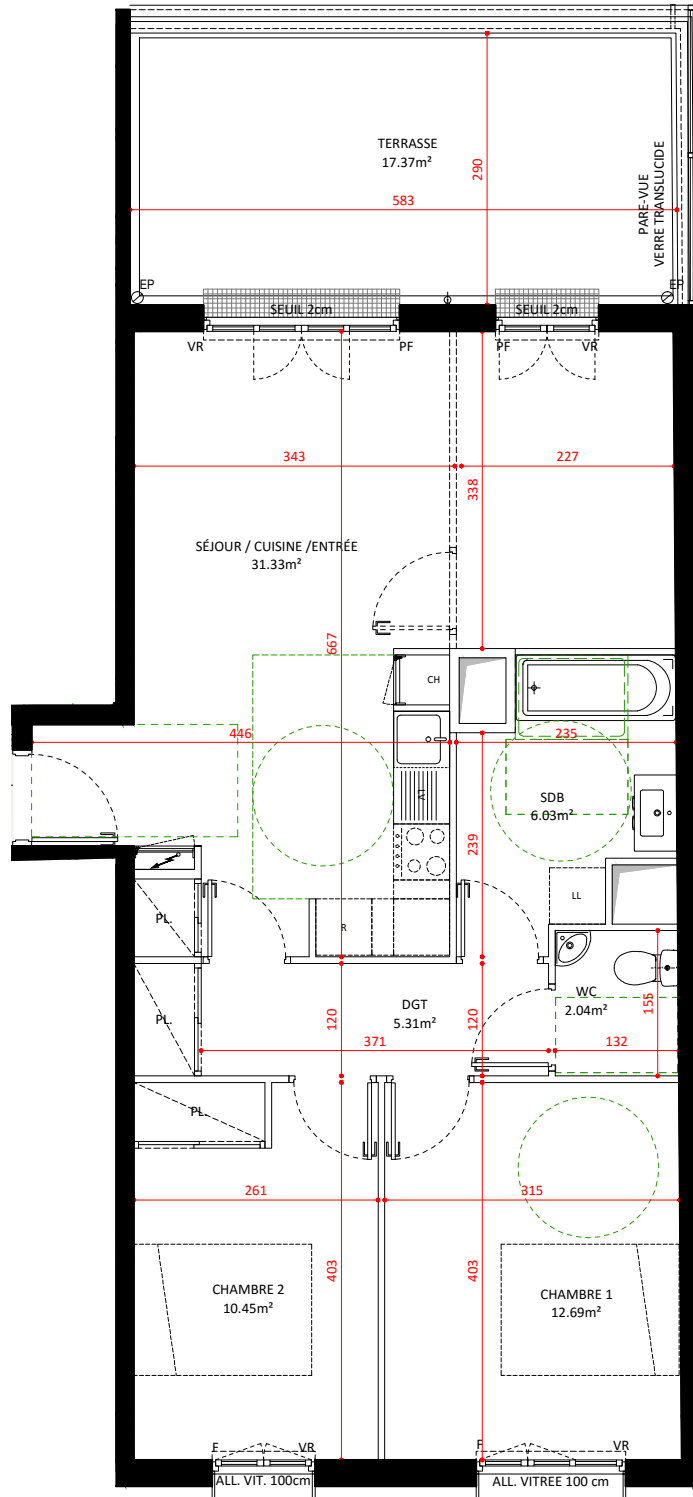 TERRASSE
17.37m²
290
583
PARE-VUE
VERRE TRANSLUCIDE
EP
EP
SEUIL 2cm
SEUIL 2cm
VR
PF
PF
VR
343
227
338
SÉJOUR / CUISINE /ENTRÉE
31.33m²
667
CH
446
235
LV
SDB
6.03m²
239
PL.
R
LL
PL.
DGT
5.31m²
WC
2.04m²
155
120
120
371
132
PL.
261
315
403
403
CHAMBRE 2
10.45m²
CHAMBRE 1
12.69m²
F
VR
F
VR
ALL. VIT. 100cm
ALL. VITREE 100 cm